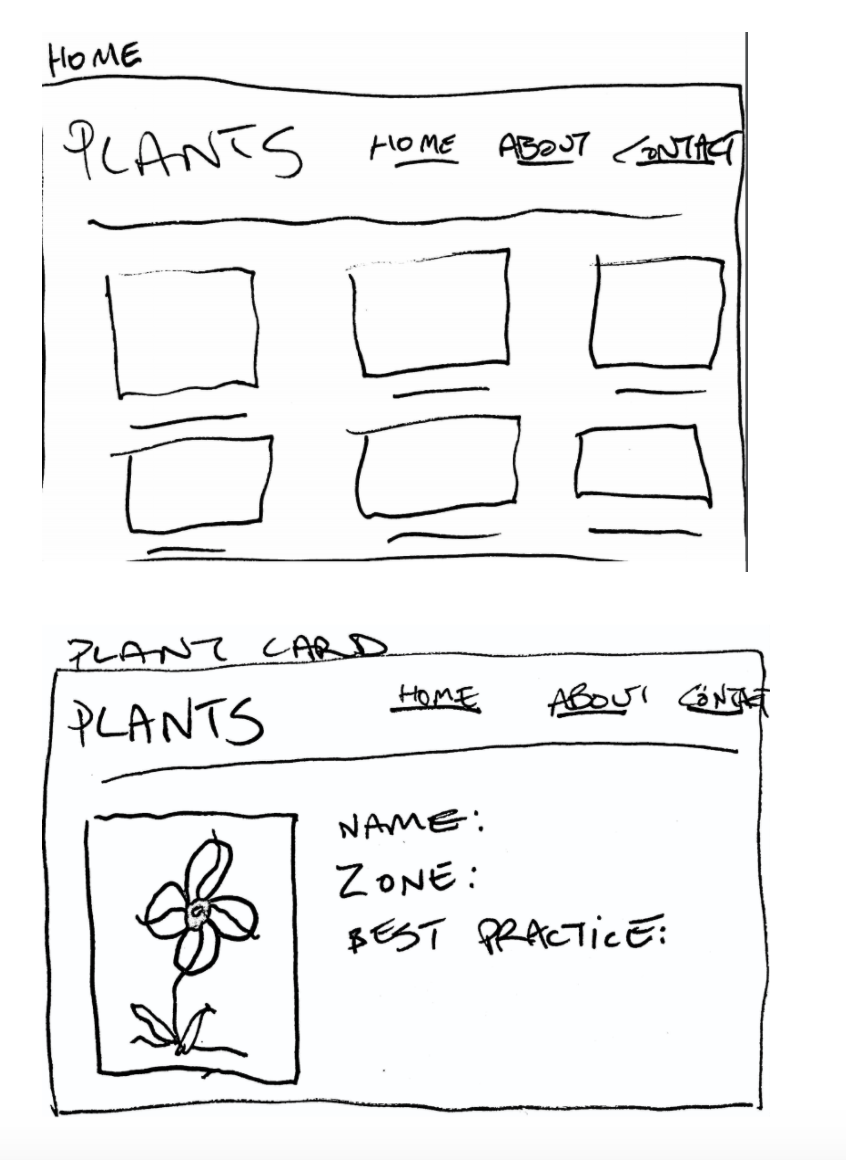 HOME
PLANTS HOME ABOUT CONTACT
PLANT CARD
PLANTS HOME ABOUT CONTACT
NAME:
ZONE:
BEST PRACTICE: